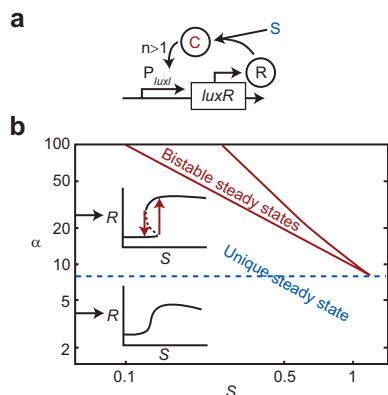 a
S
C
n>1
P luxI
R
luxR
b
100
50
20
10
5
2
α
Bistable steady states
Unique steady state
R
S
R
S
0.1
0.5
1
S